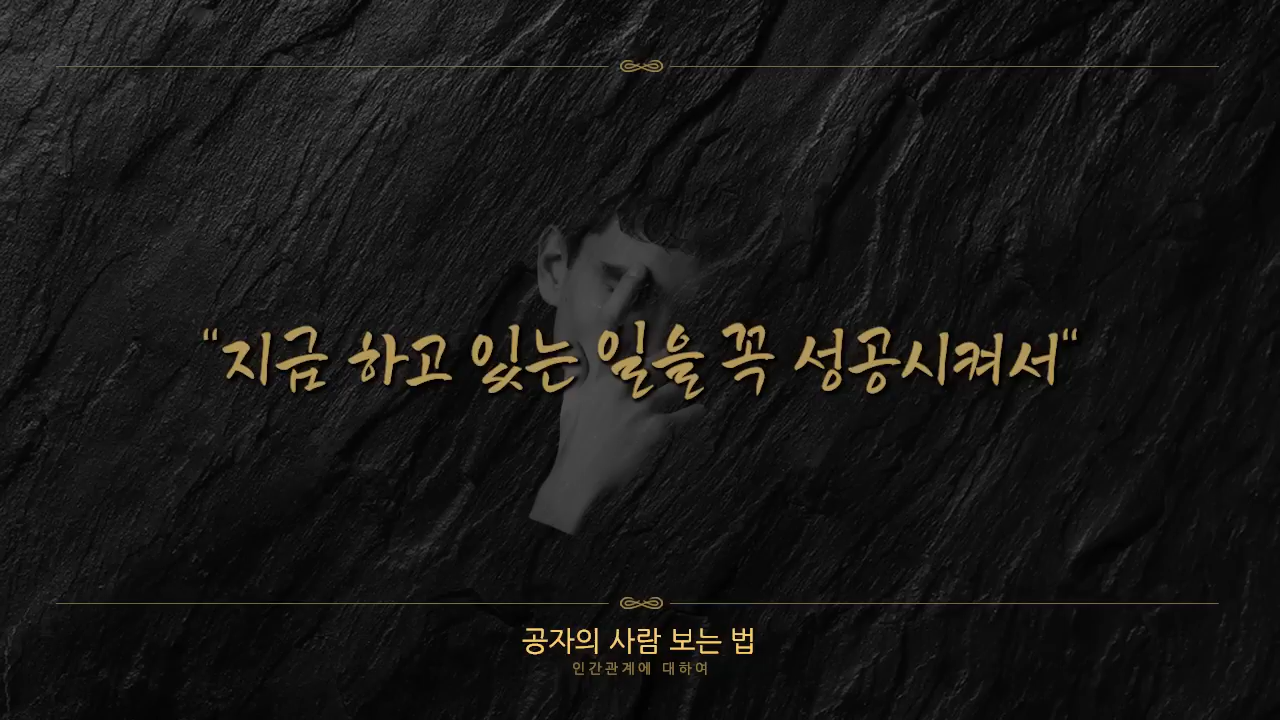 “지금 하고 있는 일을 꼭 성공시켜서“
공자의 사람 보는 법
인간관계에 대하여